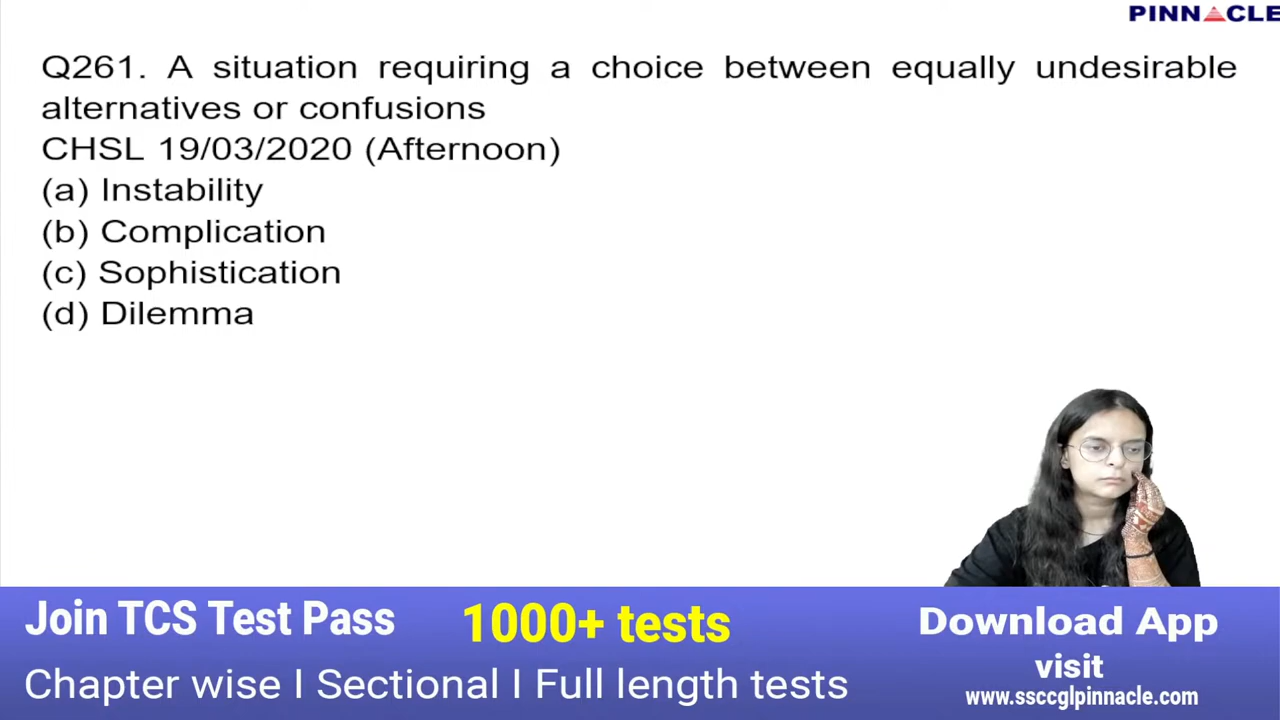 PINNACLE
Q261. A situation requiring a choice between equally undesirable
alternatives or confusions
CHSL 19/03/2020 (Afternoon)
(a) Instability
(b) Complication
(c) Sophistication
(d) Dilemma
Join TCS Test Pass
1000+ tests
Chapter wise I Sectional I Full length tests
Download App
visit
www.ssccglpinnacle.com